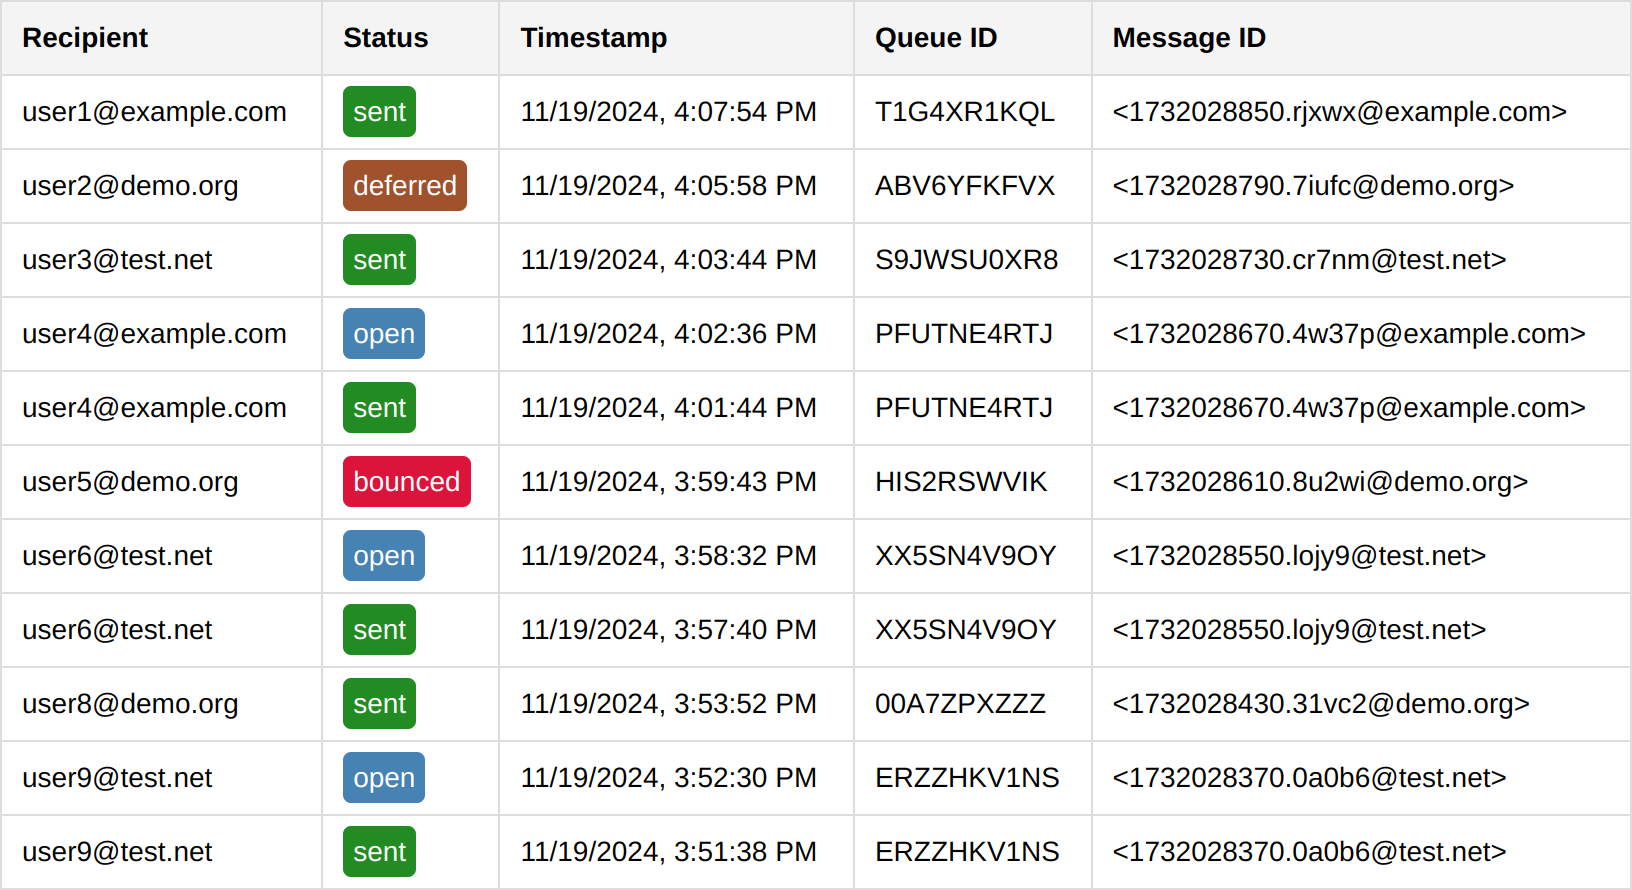 Recipient Status Timestamp Queue ID Message ID
user1@example.com sent 11/19/2024, 4:07:54 PM T1G4XR1KQL <1732028850.rjxwx@example.com>
user2@demo.org deferred 11/19/2024, 4:05:58 PM ABV6YFKFVX <1732028790.7iufc@demo.org>
user3@test.net sent 11/19/2024, 4:03:44 PM S9JWSU0XR8 <1732028730.cr7nm@test.net>
user4@example.com open 11/19/2024, 4:02:36 PM PFUTNE4RTJ <1732028670.4w37p@example.com>
user4@example.com sent 11/19/2024, 4:01:44 PM PFUTNE4RTJ <1732028670.4w37p@example.com>
user5@demo.org bounced 11/19/2024, 3:59:43 PM HIS2RSWVIK <1732028610.8u2wi@demo.org>
user6@test.net open 11/19/2024, 3:58:32 PM XX5SN4V9OY <1732028550.lojy9@test.net>
user6@test.net sent 11/19/2024, 3:57:40 PM XX5SN4V9OY <1732028550.lojy9@test.net>
user8@demo.org sent 11/19/2024, 3:53:52 PM 00A7ZPXZZZ <1732028430.31vc2@demo.org>
user9@test.net open 11/19/2024, 3:52:30 PM ERZZHKV1NS <1732028370.0a0b6@test.net>
user9@test.net sent 11/19/2024, 3:51:38 PM ERZZHKV1NS <1732028370.0a0b6@test.net>